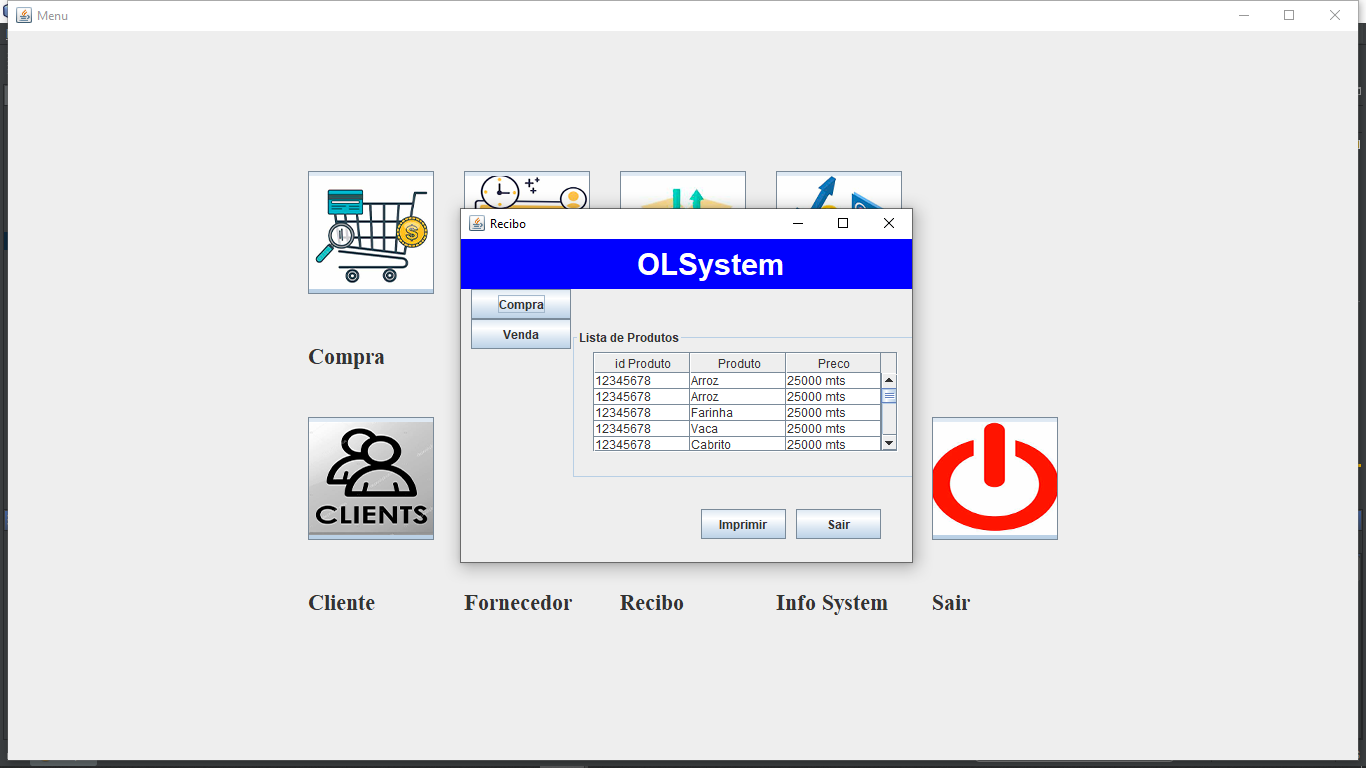 Menu
Recibo
OLSystem
Compra
Venda
Lista de Produtos
id Produto Produto Preco
12345678 Arroz 25000 mts
12345678 Arroz 25000 mts
12345678 Farinha 25000 mts
12345678 Vaca 25000 mts
12345678 Cabrito 25000 mts
Imprimir Sair
Compra
CLIENTS
Cliente Fornecedor Recibo Info System Sair